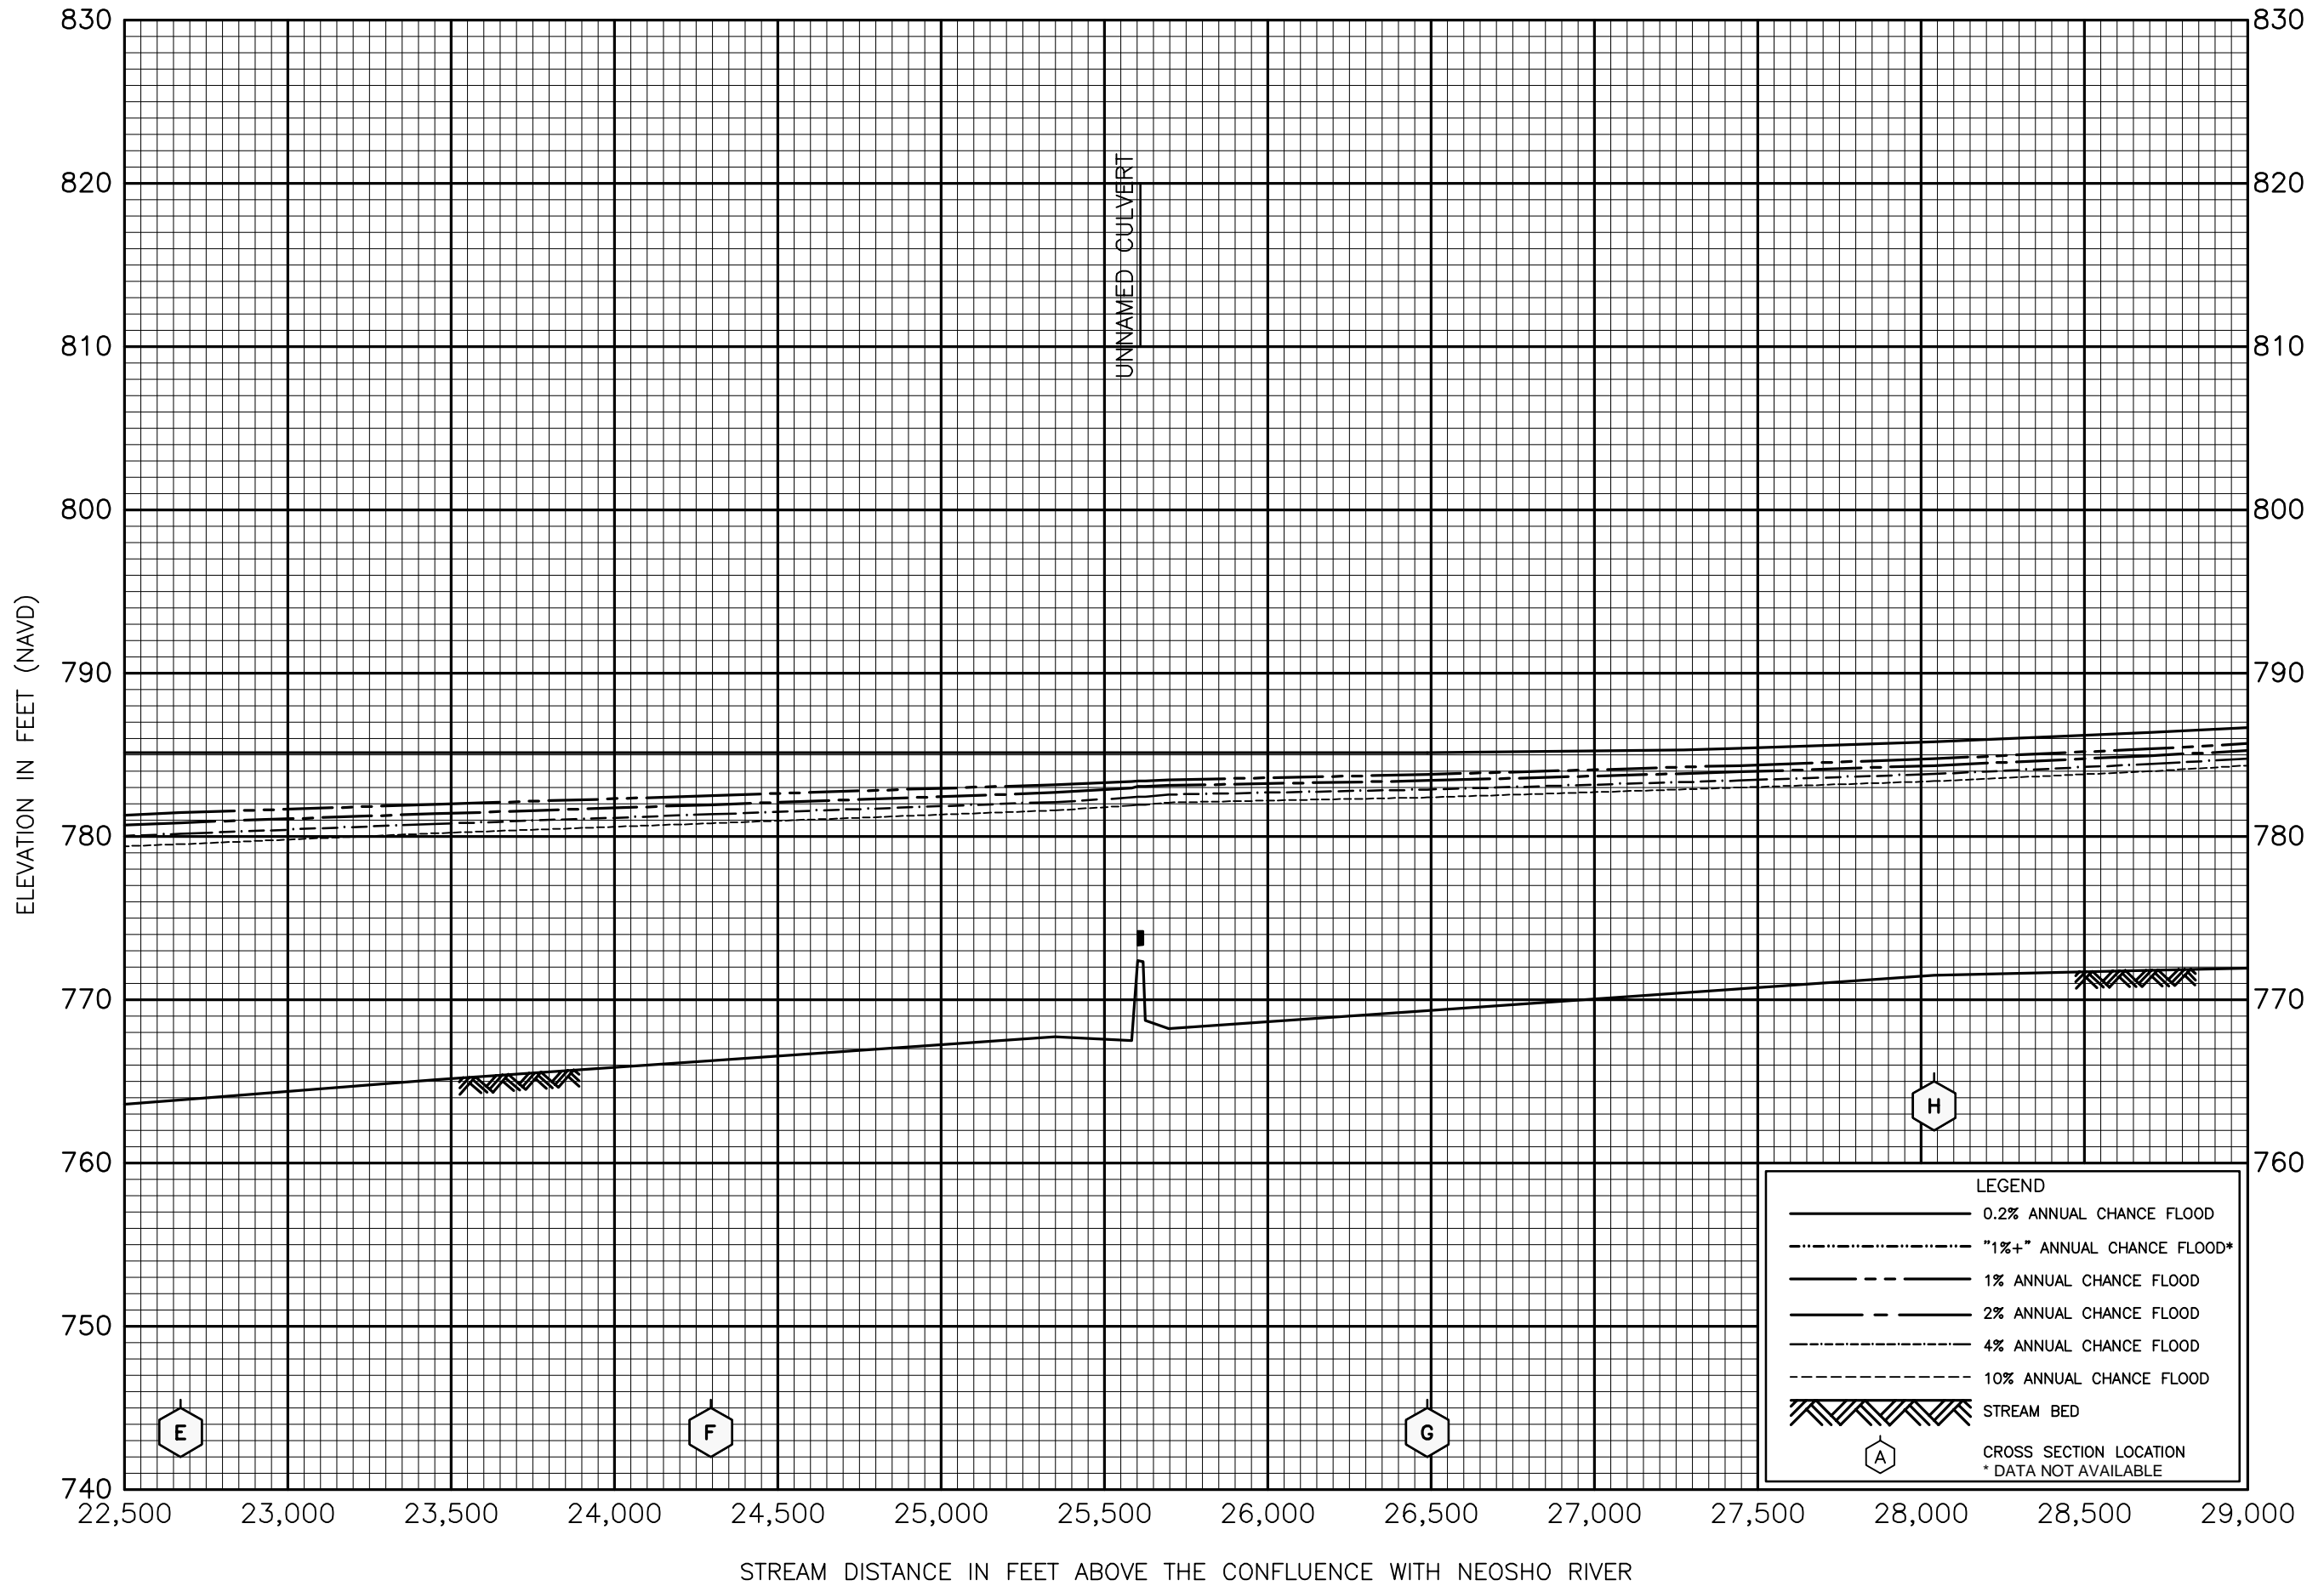 830
830
820
820
810
810
800
800
790
790
780
780
770
770
760
760
750
740
ELEVATION IN FEET (NAVD)
UNNAMED CULVERT
E
F
G
H
LEGEND
0.2% ANNUAL CHANCE FLOOD
"1%+" ANNUAL CHANCE FLOOD*
1% ANNUAL CHANCE FLOOD
2% ANNUAL CHANCE FLOOD
4% ANNUAL CHANCE FLOOD
10% ANNUAL CHANCE FLOOD
STREAM BED
A
CROSS SECTION LOCATION
* DATA NOT AVAILABLE
22,500 23,000 23,500 24,000 24,500 25,000 25,500 26,000 26,500 27,000 27,500 28,000 28,500 29,000
STREAM DISTANCE IN FEET ABOVE THE CONFLUENCE WITH NEOSHO RIVER